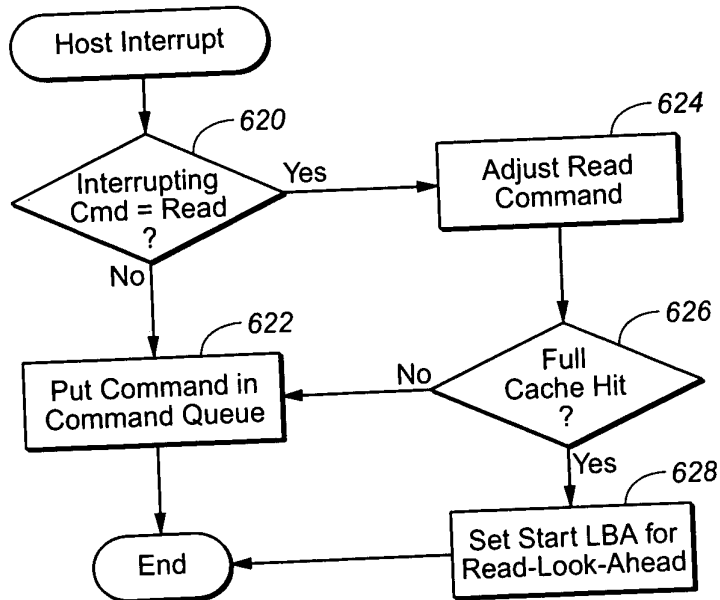 Host Interrupt
620
Interrupting
Cmd = Read
?
Yes
No
624
Adjust Read
Command
622
Put Command in
Command Queue
626
Full
Cache Hit
?
No
Yes
628
Set Start LBA for
Read-Look-Ahead
End